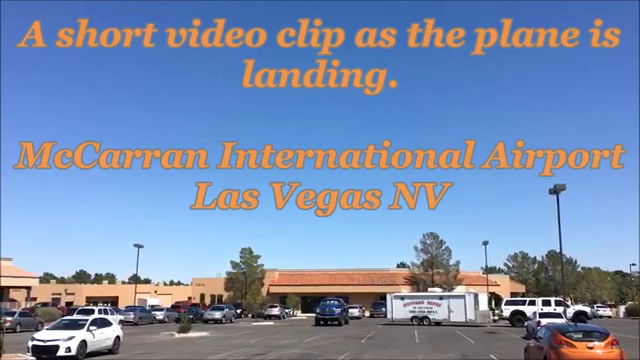 A short video clip as the plane is
landing.
McCarran International Airport
Las Vegas NV